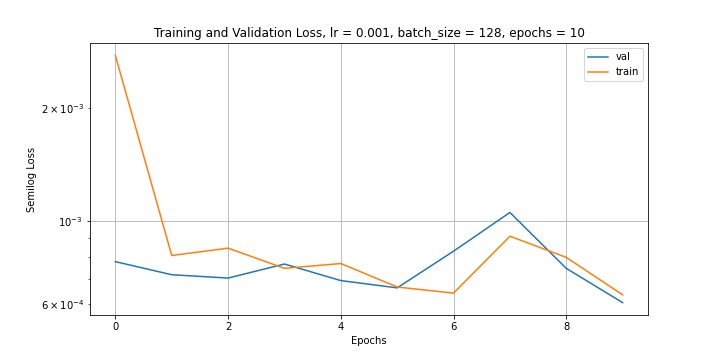 Training and Validation Loss, lr = 0.001, batch_size = 128, epochs = 10
val
train
2 × 10⁻³
10⁻³
6 × 10⁻⁴
Semilog Loss
0 2 4 6 8
Epochs